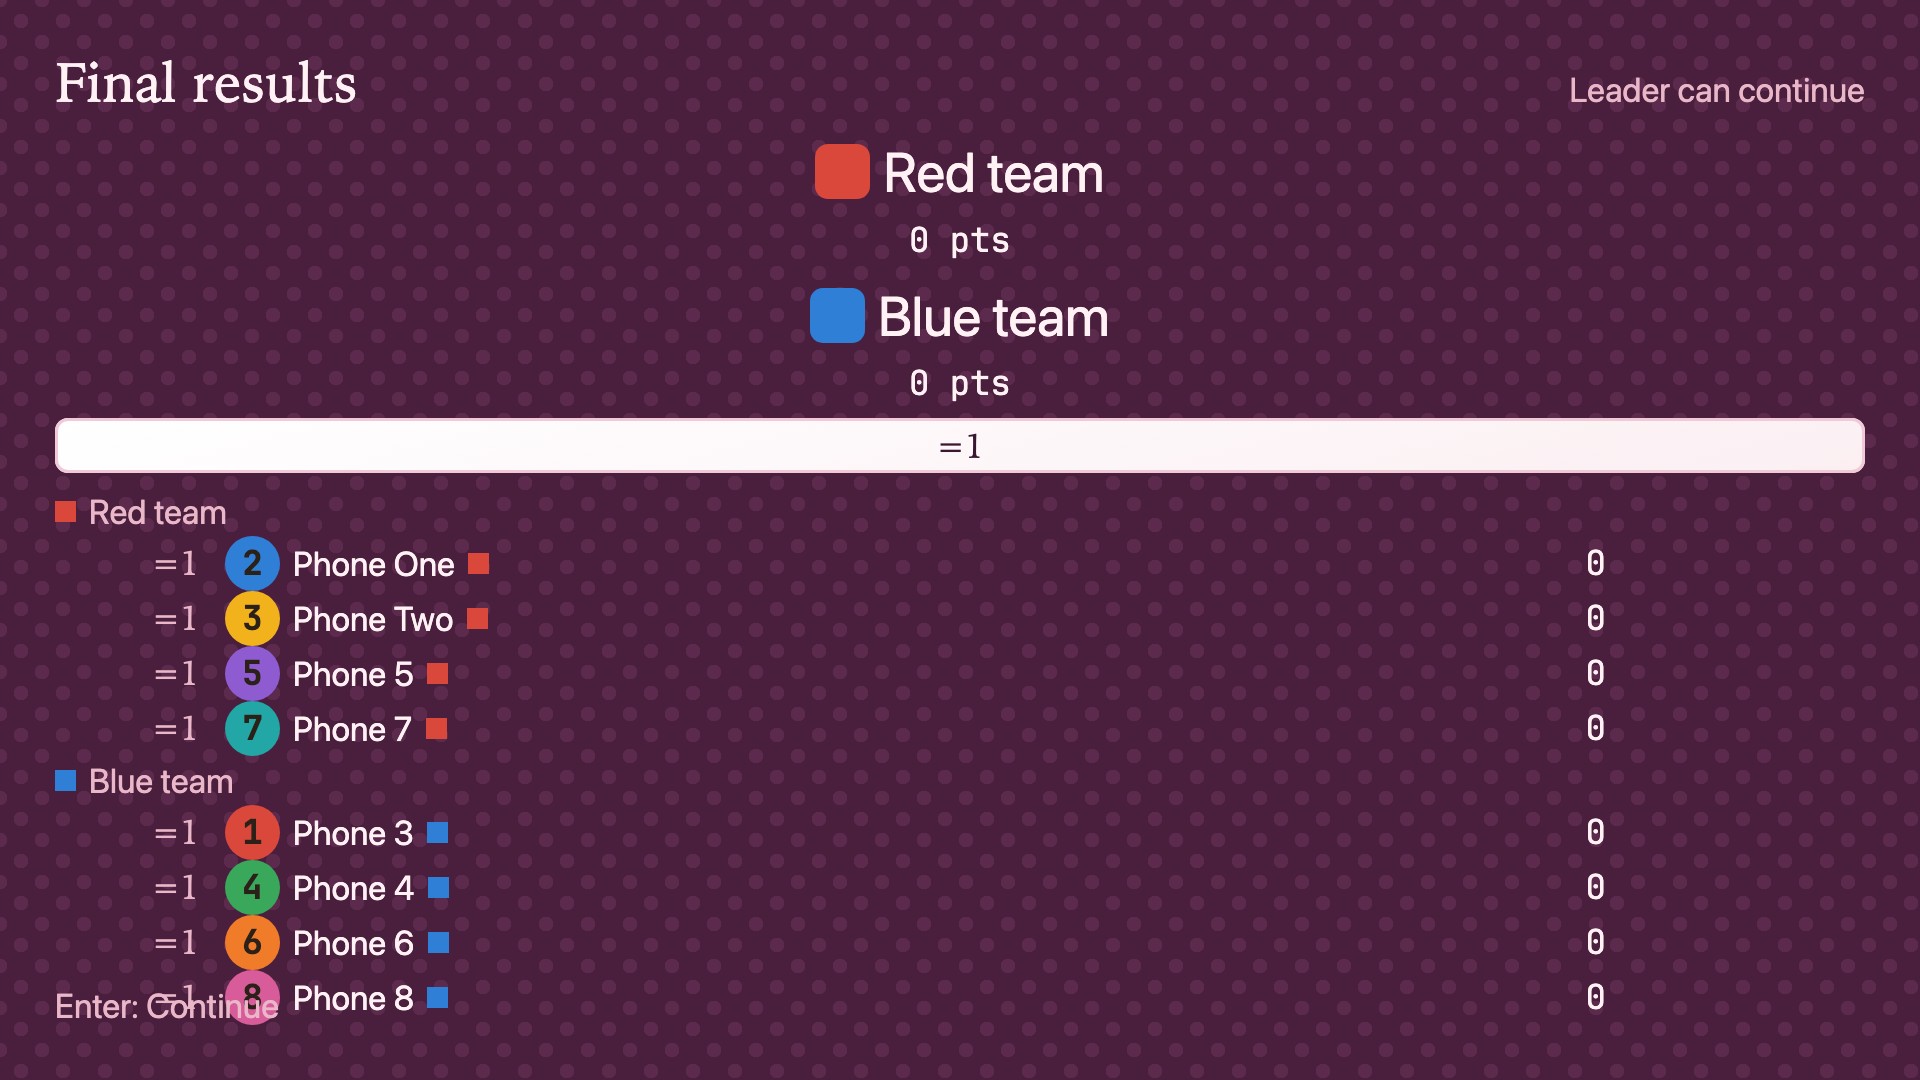 Final results
Leader can continue
Red team
0 pts
Blue team
0 pts
=1
Red team
=1 2 Phone One 0
=1 3 Phone Two 0
=1 5 Phone 5 0
=1 7 Phone 7 0
Blue team
=1 1 Phone 3 0
=1 4 Phone 4 0
=1 6 Phone 6 0
=1 8 Phone 8 0
Enter: Continue